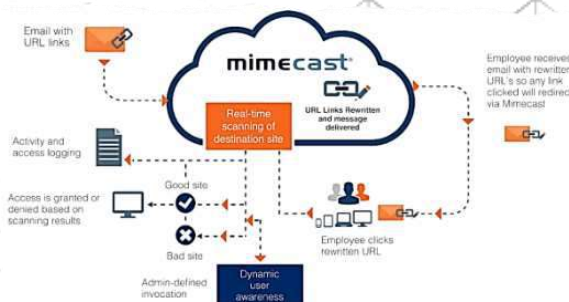 Email with
URL links
mimecast
URL Links Rewritten
and message
delivered
Real-time
scanning of
destination site
Employee receives
email with rewritten
URL's so any link
clicked will redirect
via Mimecast
Activity and
access logging
Good site
Access is granted or
denied based on
scanning results
Bad site
Employee clicks
rewritten URL
Admin-defined
invocation
Dynamic
user
awareness